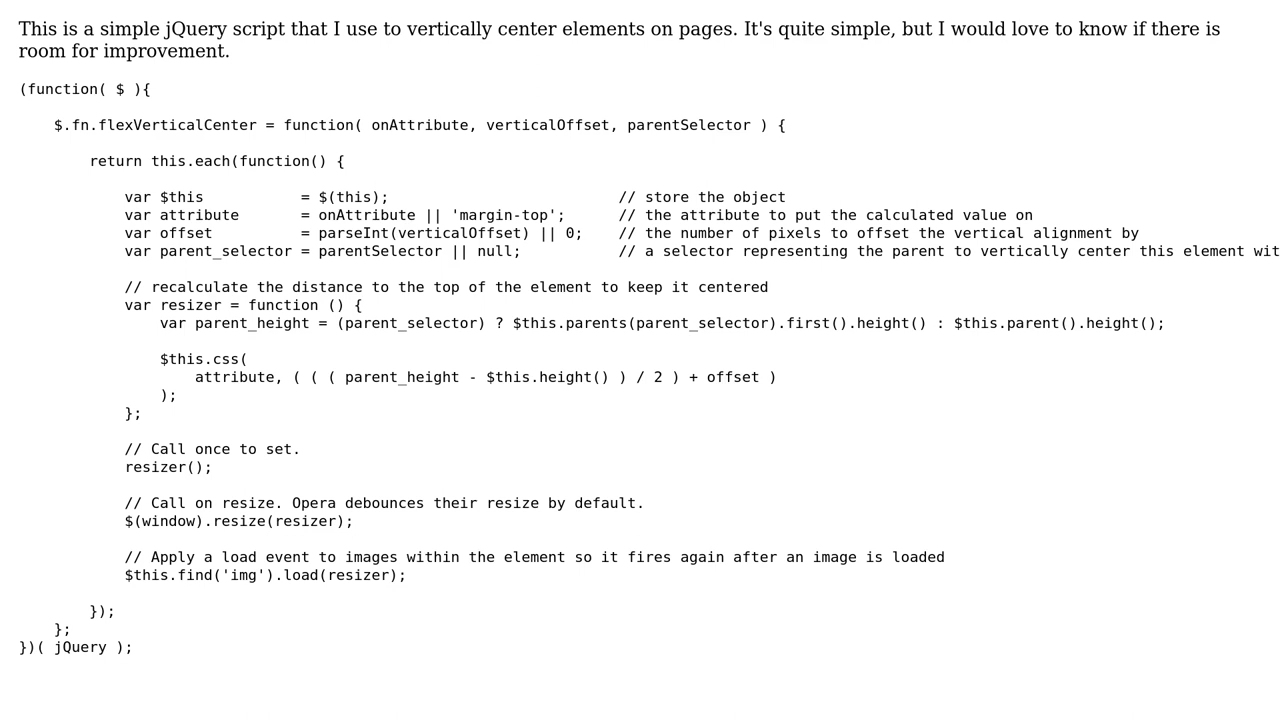 This is a simple jQuery script that I use to vertically center elements on pages. It's quite simple, but I would love to know if there is
room for improvement.
(function( $ ){
    $.fn.flexVerticalCenter = function( onAttribute, verticalOffset, parentSelector ) {
        return this.each(function() {
            var $this           = $(this);                          // store the object
            var attribute       = onAttribute || 'margin-top';      // the attribute to put the calculated value on
            var offset          = parseInt(verticalOffset) || 0;    // the number of pixels to offset the vertical alignment by
            var parent_selector = parentSelector || null;           // a selector representing the parent to vertically center this element wit
            // recalculate the distance to the top of the element to keep it centered
            var resizer = function () {
                var parent_height = (parent_selector) ? $this.parents(parent_selector).first().height() : $this.parent().height();
                $this.css(
                    attribute, ( ( ( parent_height - $this.height() ) / 2 ) + offset )
                );
            };
            // Call once to set.
            resizer();
            // Call on resize. Opera debounces their resize by default.
            $(window).resize(resizer);
            // Apply a load event to images within the element so it fires again after an image is loaded
            $this.find('img').load(resizer);
        });
    };
})( jQuery );